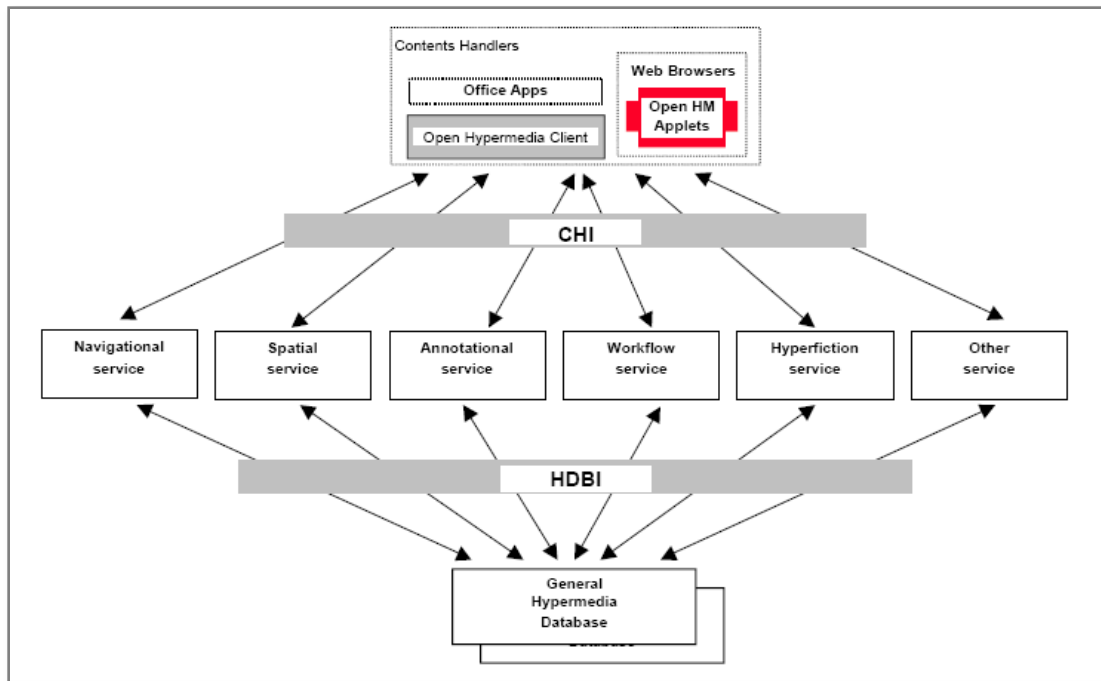 Contents Handlers
Web Browsers
Office Apps
Open HM
Applets
Open Hypermedia Client
CHI
Navigational
service
Spatial
service
Annotational
service
Workflow
service
Hyperfiction
service
Other
service
HDBI
General
Hypermedia
Database
Database